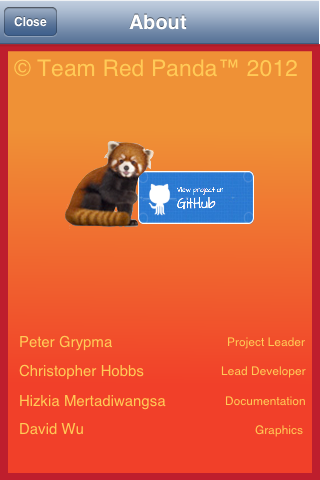 Close
About
© Team Red Panda™ 2012
View project on
GitHub
Peter Grypma Project Leader
Christopher Hobbs Lead Developer
Hizkia Mertadiwangsa Documentation
David Wu Graphics